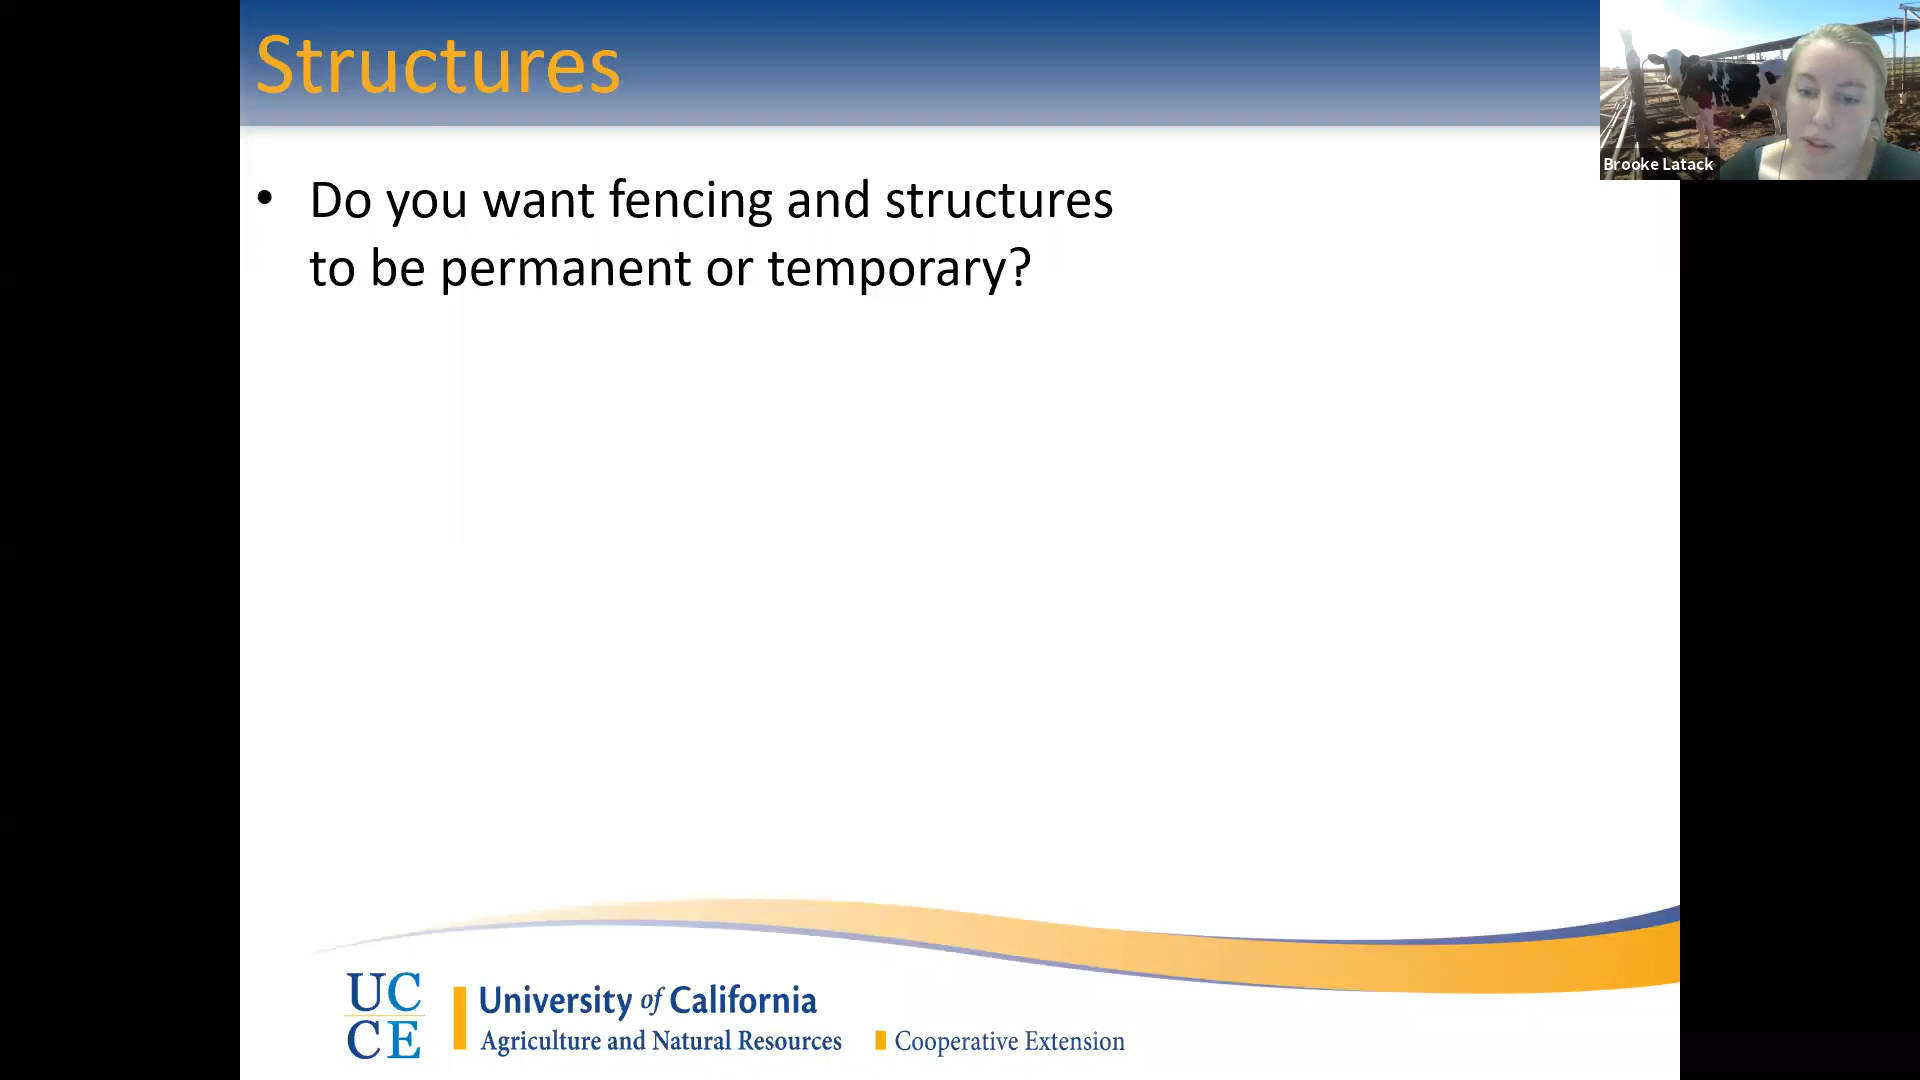 Structures
Brooke Latack
• Do you want fencing and structures
to be permanent or temporary?
UC
CE
University of California
Agriculture and Natural Resources
Cooperative Extension